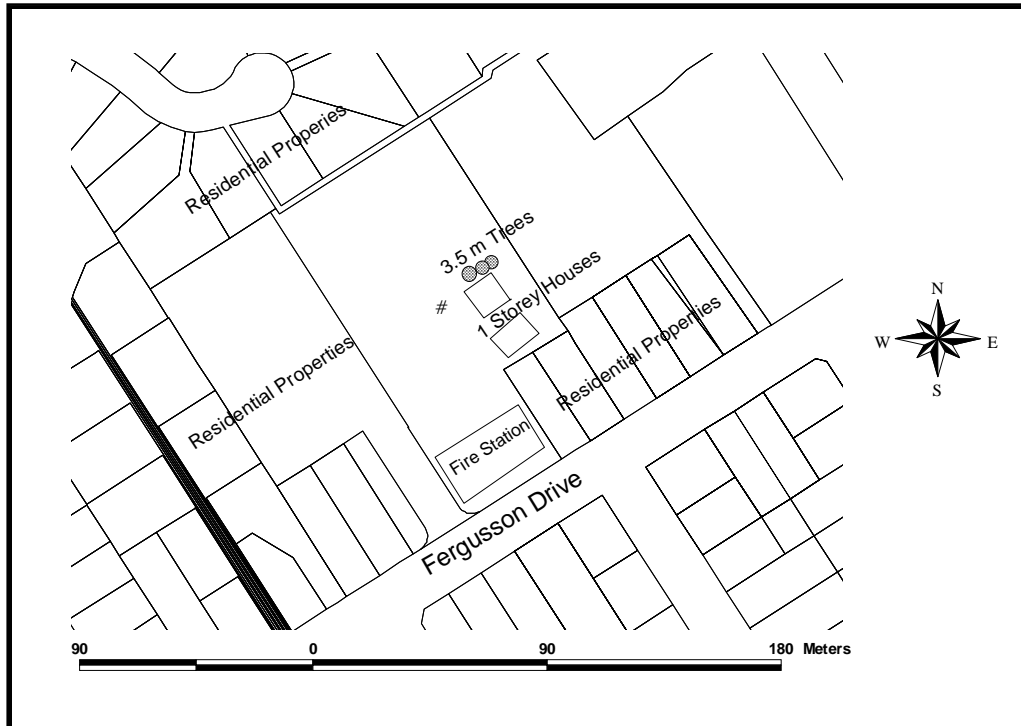 Residential Properies
3.5 m Trees
#
1 Storey Houses
Residential Properties
Residential Properties
Fire Station
Fergusson Drive
N
W
E
S
90 0 90 180 Meters